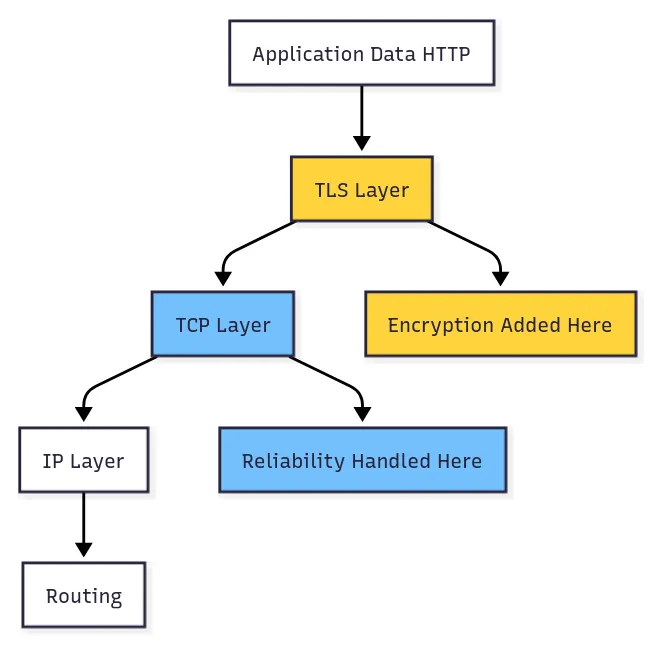 Application Data HTTP
TLS Layer
TCP Layer
Encryption Added Here
IP Layer
Reliability Handled Here
Routing